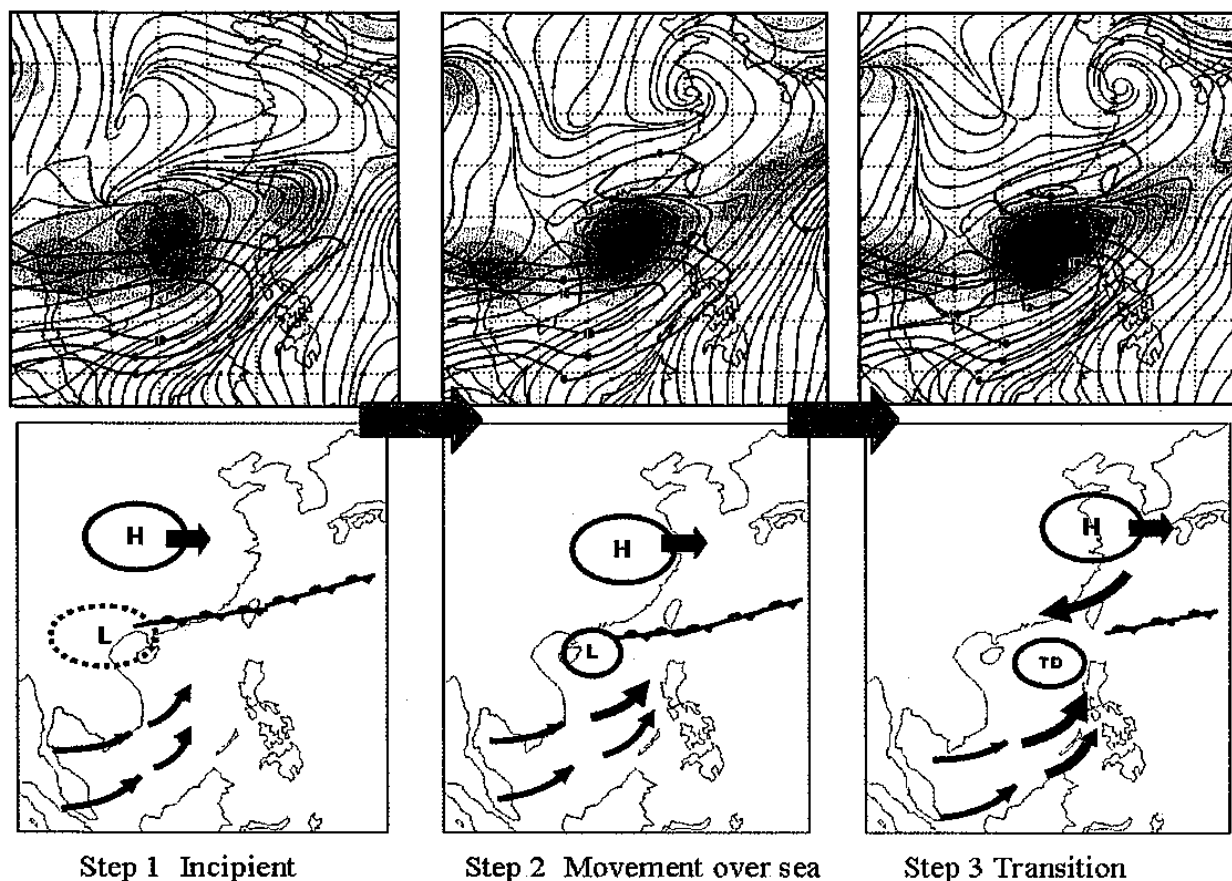 H
L
H
L
H
TD
Step 1 Incipient
Step 2 Movement over sea
Step 3 Transition